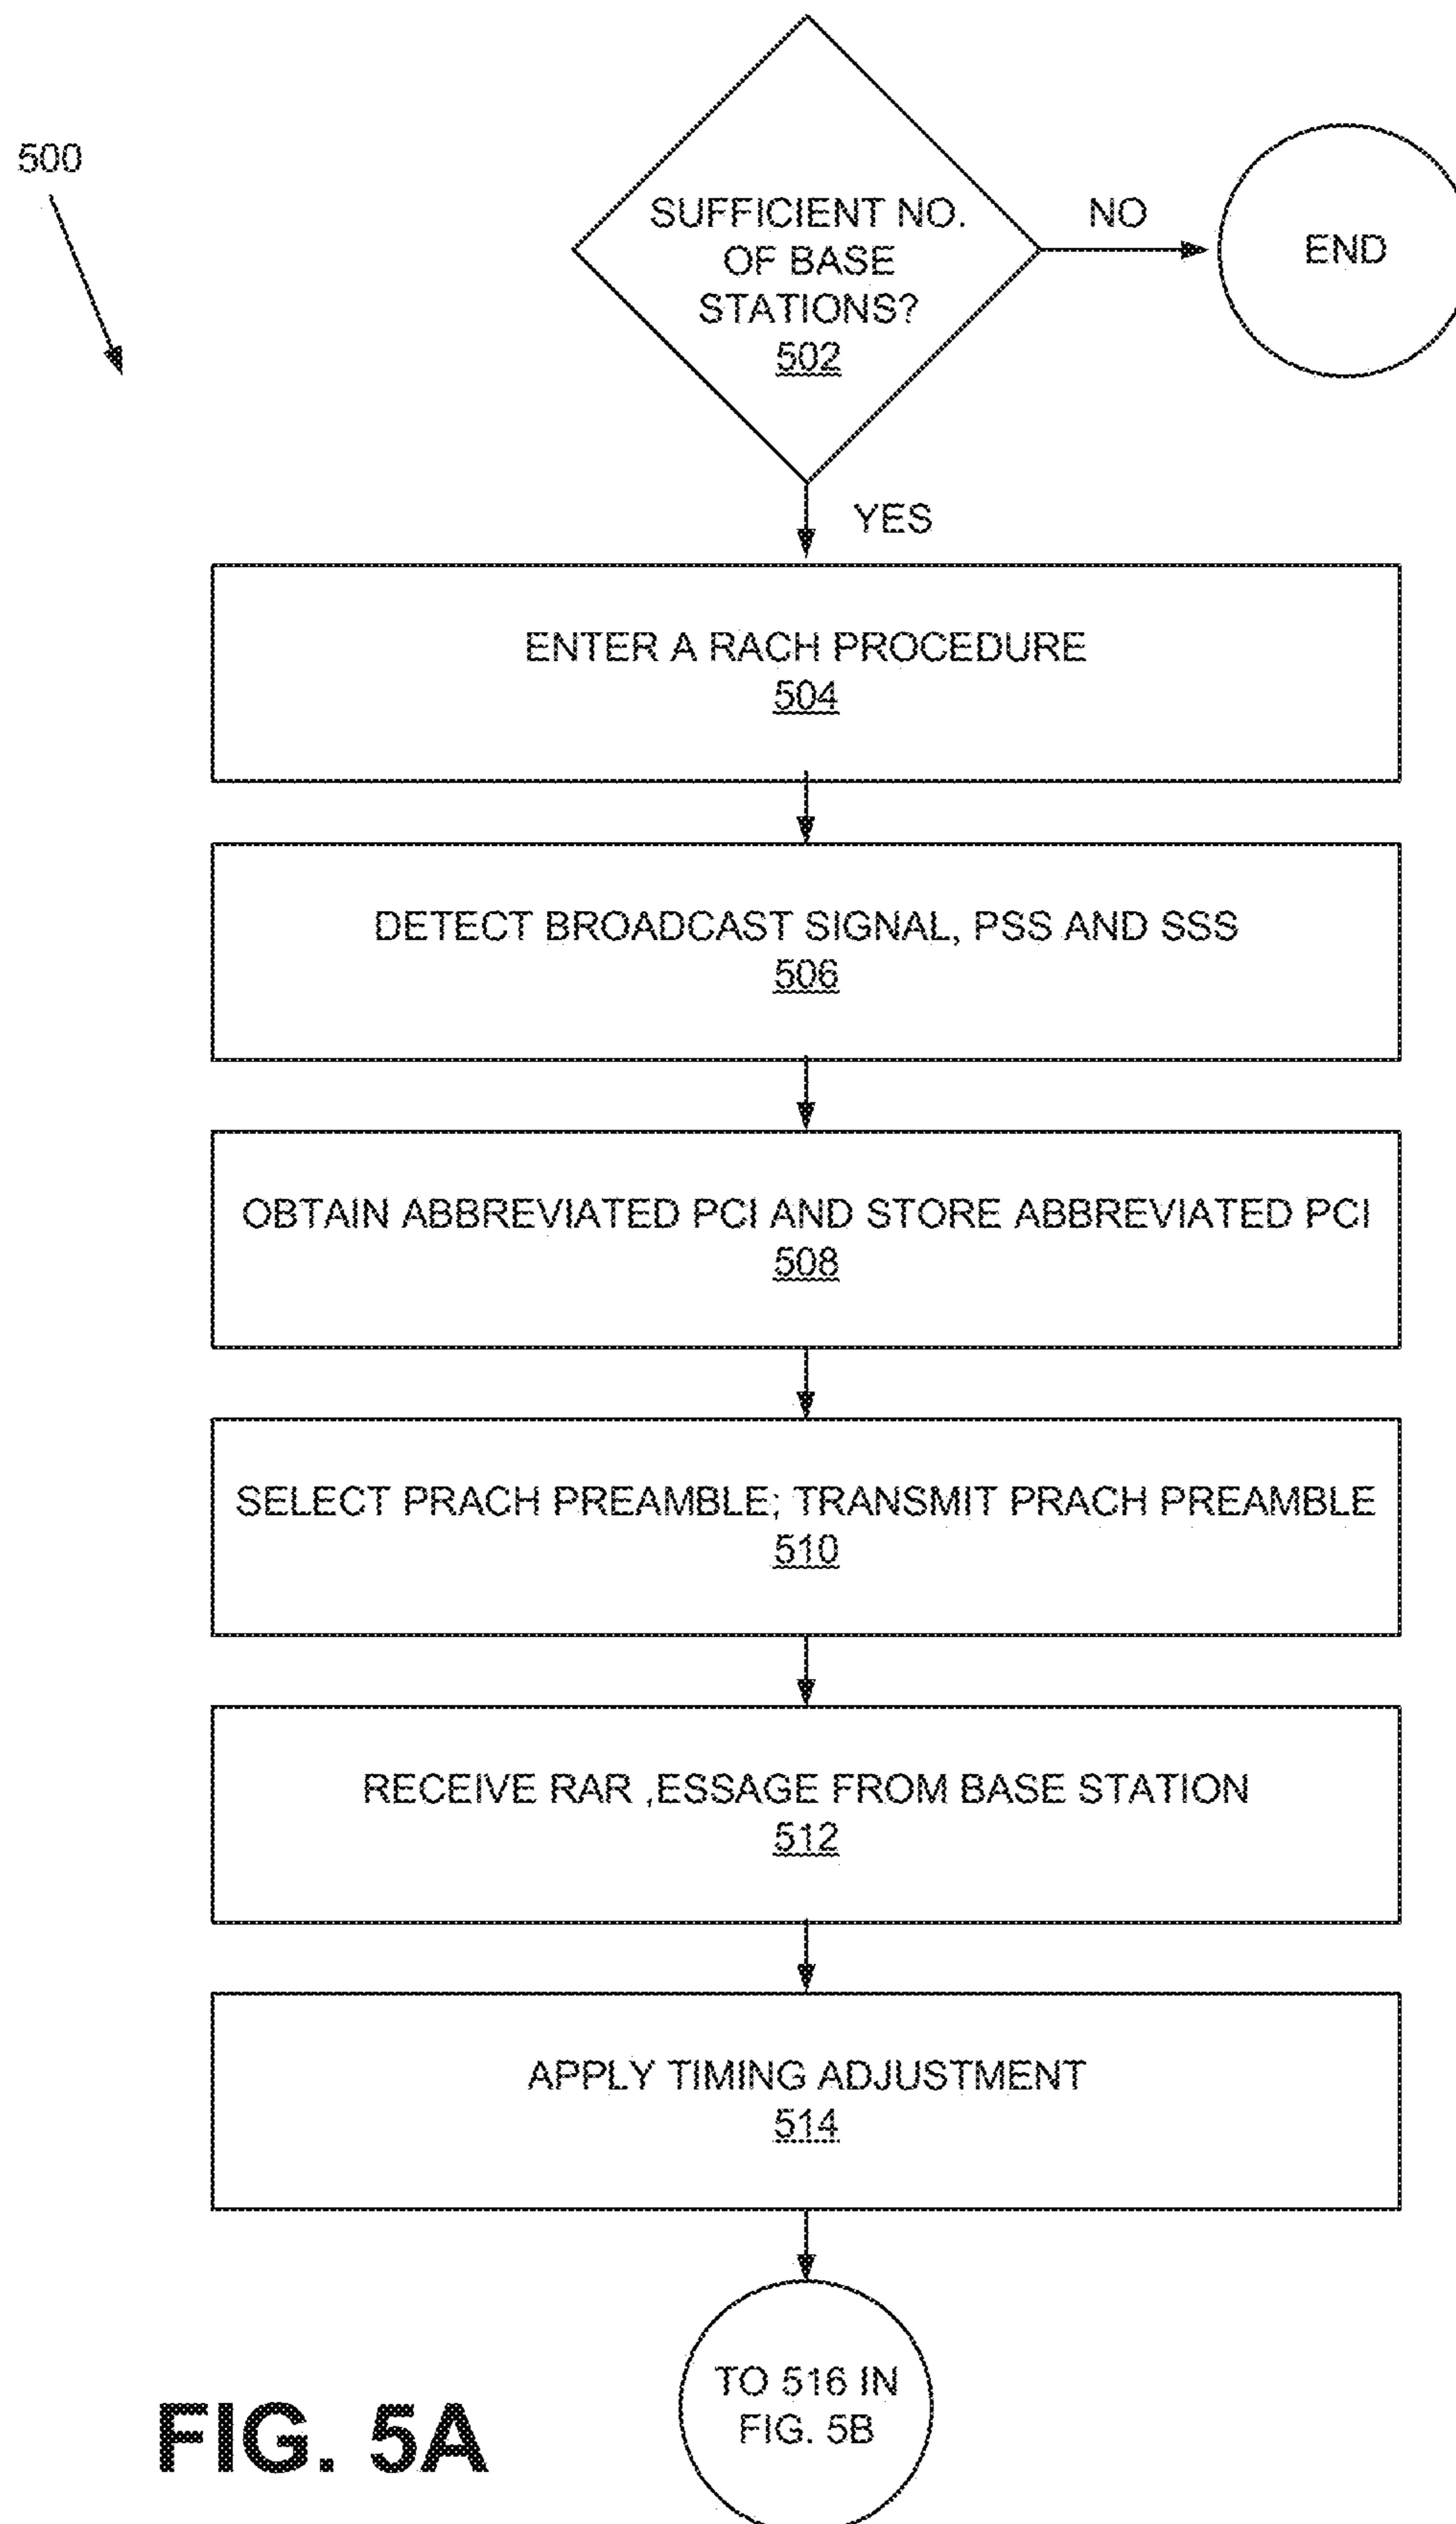 500
SUFFICIENT NO.
OF BASE
STATIONS?
502
NO
END
YES
ENTER A RACH PROCEDURE
504
DETECT BROADCAST SIGNAL, PSS AND SSS
506
OBTAIN ABBREVIATED PCI AND STORE ABBREVIATED PCI
508
SELECT PRACH PREAMBLE; TRANSMIT PRACH PREAMBLE
510
RECEIVE RAR ,ESSAGE FROM BASE STATION
512
APPLY TIMING ADJUSTMENT
514
TO 516 IN
FIG. 5B
FIG. 5A